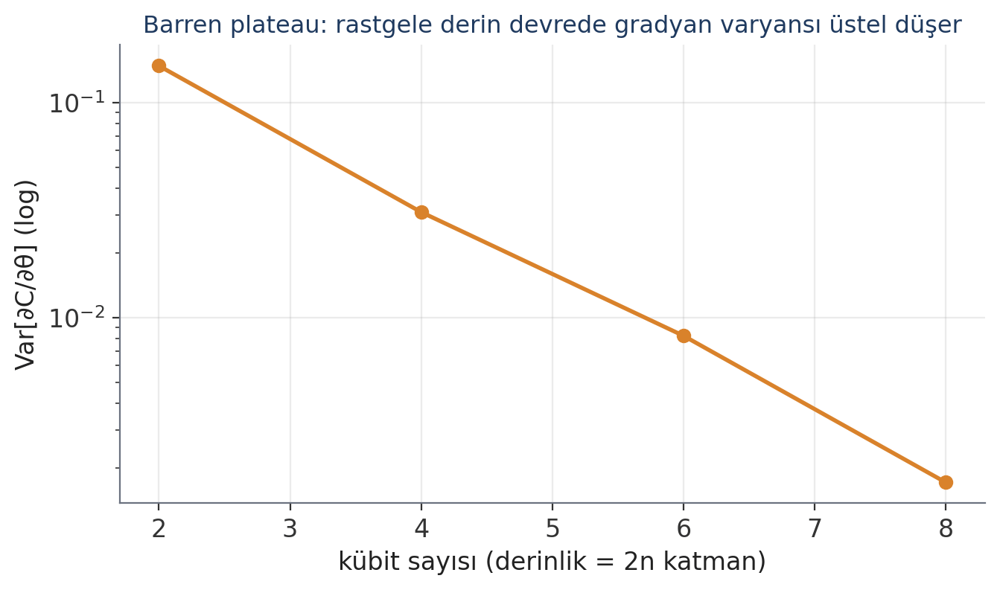 Barren plateau: rastgele derin devrede gradyan varyansı üstel düşer
Var[∂C/∂θ] (log)
10⁻¹
10⁻²
2 3 4 5 6 7 8
kübit sayısı (derinlik = 2n katman)